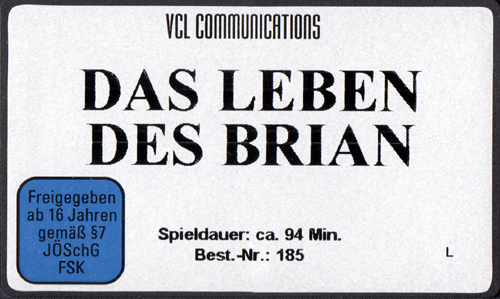 VCL COMMUNICATIONS
DAS LEBEN
DES BRIAN
Freigegeben
ab 16 Jahren
gemäß §7
JÖSchG
FSK
Spieldauer: ca. 94 Min.
Best.-Nr.: 185
L